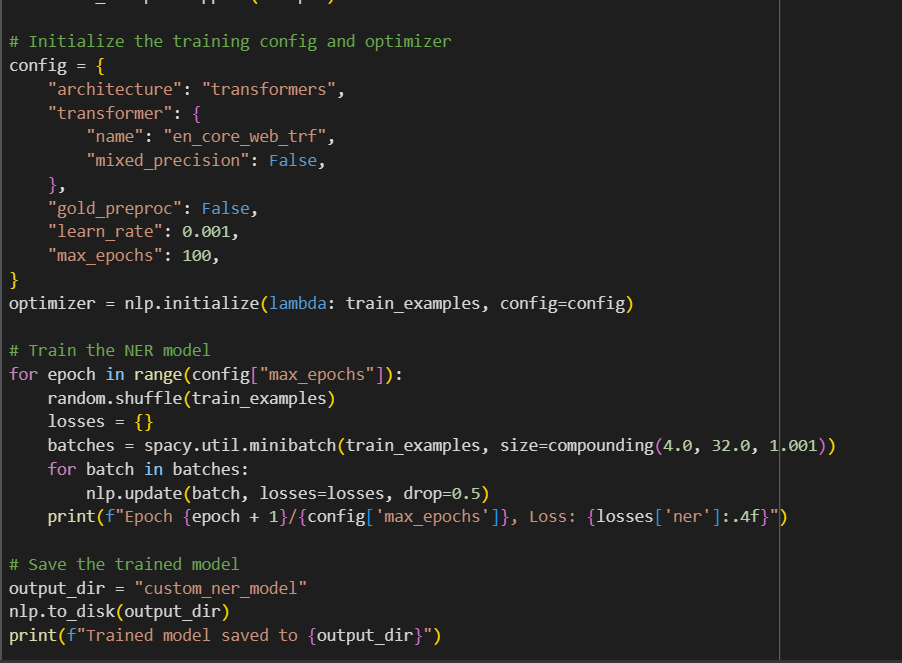 # Initialize the training config and optimizer
config = {
    "architecture": "transformers",
    "transformer": {
        "name": "en_core_web_trf",
        "mixed_precision": False,
    },
    "gold_preproc": False,
    "learn_rate": 0.001,
    "max_epochs": 100,
}
optimizer = nlp.initialize(lambda: train_examples, config=config)

# Train the NER model
for epoch in range(config["max_epochs"]):
    random.shuffle(train_examples)
    losses = {}
    batches = spacy.util.minibatch(train_examples, size=compounding(4.0, 32.0, 1.001))
    for batch in batches:
        nlp.update(batch, losses=losses, drop=0.5)
    print(f"Epoch {epoch + 1}/{config['max_epochs']}, Loss: {losses['ner']:.4f}")

# Save the trained model
output_dir = "custom_ner_model"
nlp.to_disk(output_dir)
print(f"Trained model saved to {output_dir}")